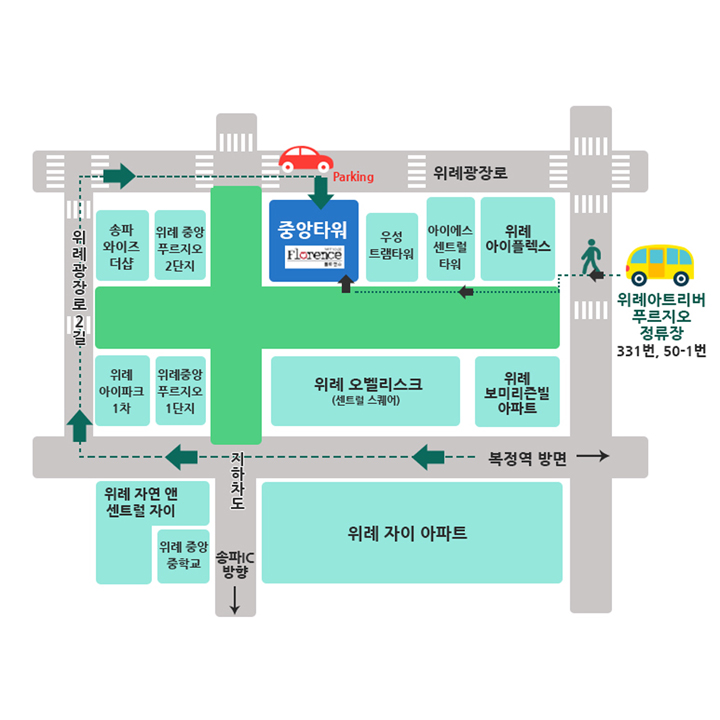 Parking
위례광장로
송파
와이즈
더샵
위례 중앙
푸르지오
2단지
중앙타워
Florence
우성
트램타워
아이에스
센트럴
타워
위례
아이플렉스
위례광장로2길
위례아트리버
푸르지오
정류장
331번, 50-1번
위례
아이파크
1차
위례중앙
푸르지오
1단지
위례 오벨리스크
(센트럴 스퀘어)
위례
보미리즌빌
아파트
지하차도
복정역 방면
위례 자연 앤
센트럴 자이
위례 중앙
중학교
송파IC
방향
위례 자이 아파트